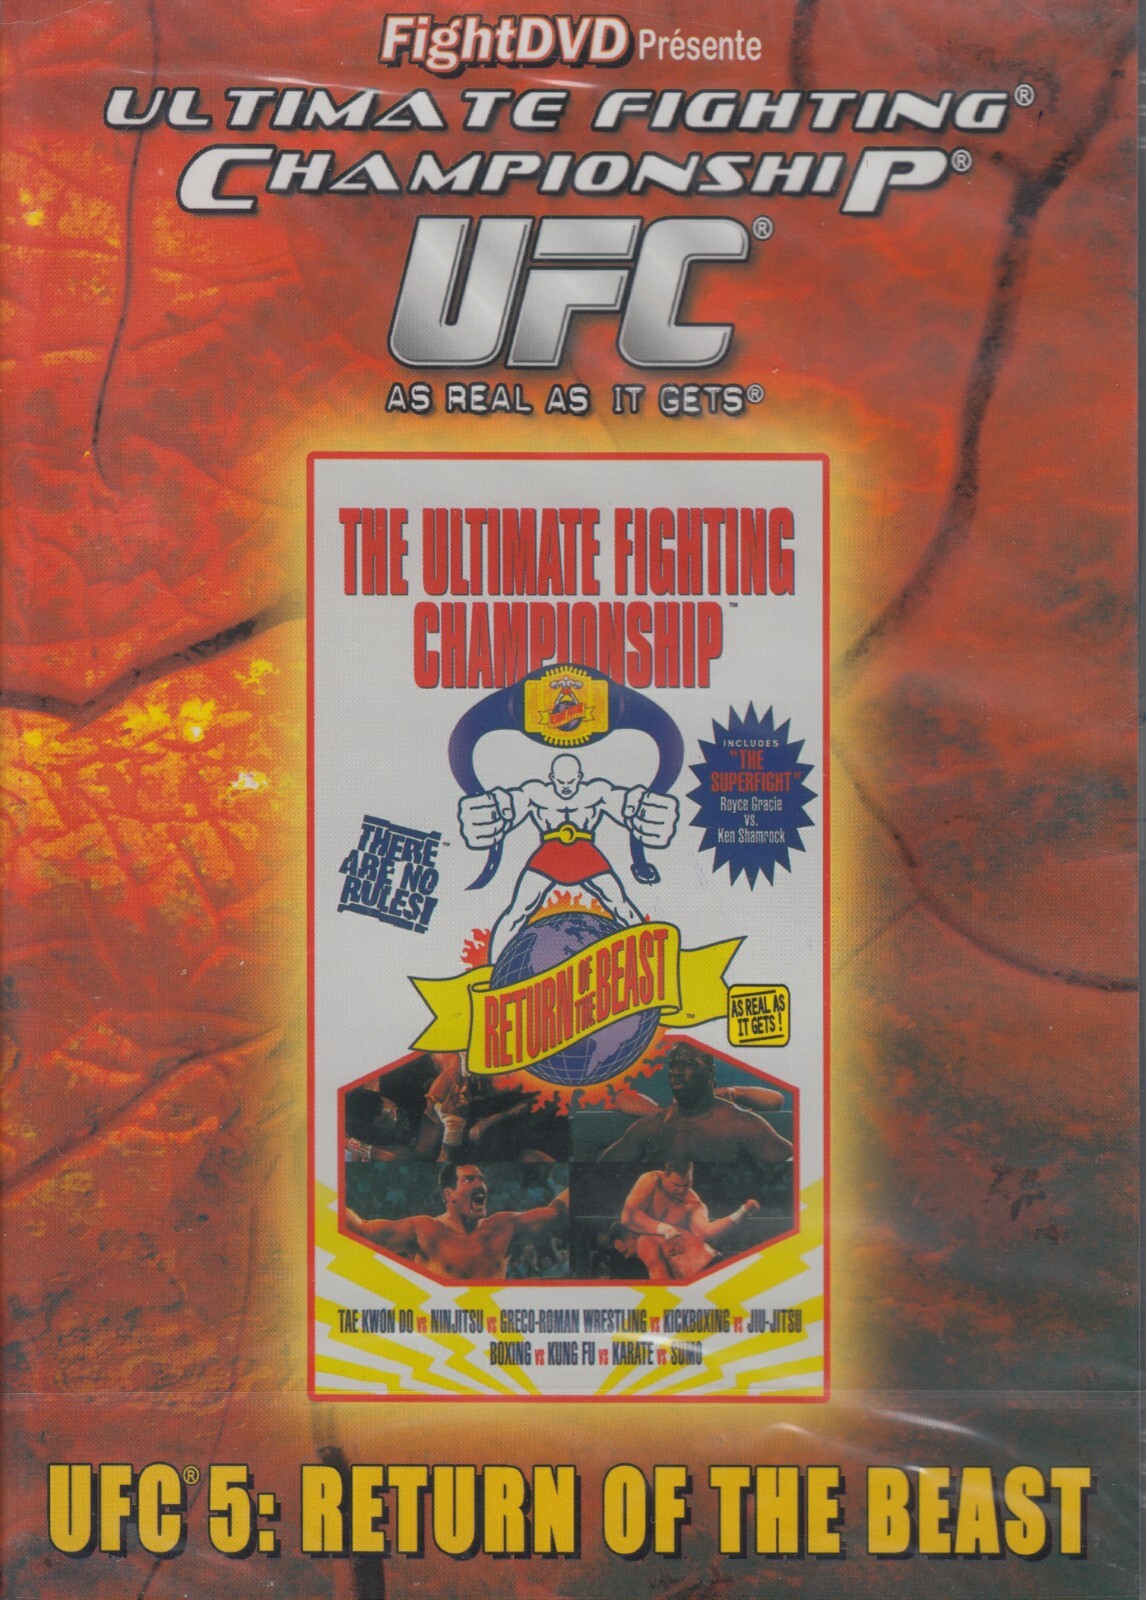 FightDVD Présente
ULTIMATE FIGHTING®
CHAMPIONSHIP®
UFC®
AS REAL AS IT GETS®
THE ULTIMATE FIGHTING
CHAMPIONSHIP™
INCLUDES
"THE
SUPERFIGHT"
Royce Gracie
vs.
Ken Shamrock
THERE™
ARE NO
RULES!
RETURN OF THE BEAST™
AS REAL AS
IT GETS!
TAE KWON DO vs NINJITSU vs GRECO-ROMAN WRESTLING vs KICKBOXING vs JIU-JITSU
BOXING vs KUNG FU vs KARATE vs SUMO
UFC® 5: RETURN OF THE BEAST